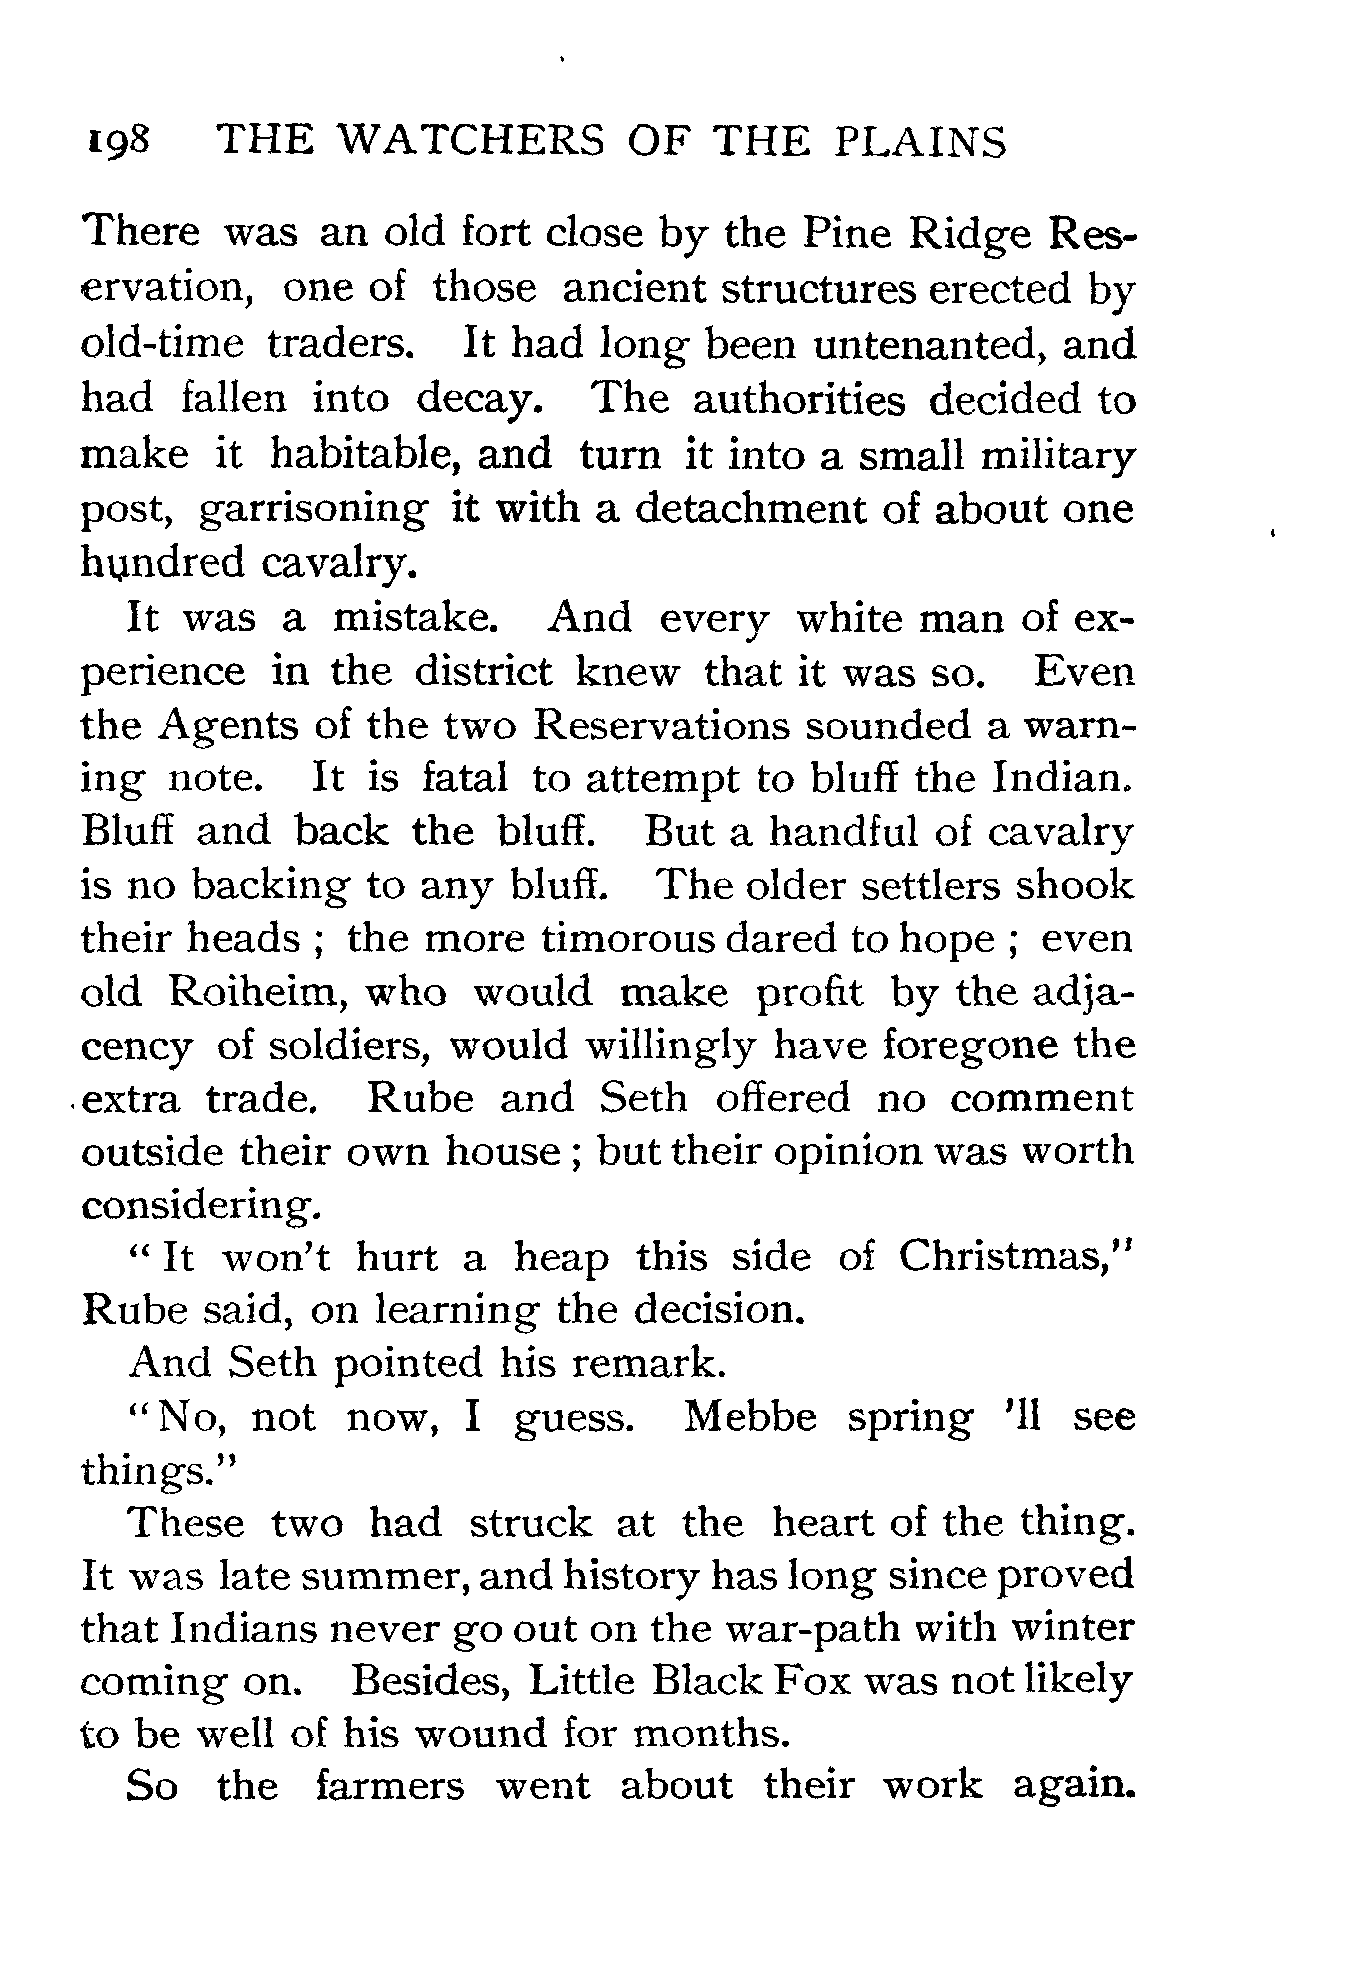 198 THE WATCHERS OF THE PLAINS
There was an old fort close by the Pine Ridge Res-
ervation, one of those ancient structures erected by
old-time traders. It had long been untenanted, and
had fallen into decay. The authorities decided to
make it habitable, and turn it into a small military
post, garrisoning it with a detachment of about one
hundred cavalry.
It was a mistake. And every white man of ex-
perience in the district knew that it was so. Even
the Agents of the two Reservations sounded a warn-
ing note. It is fatal to attempt to bluff the Indian.
Bluff and back the bluff. But a handful of cavalry
is no backing to any bluff. The older settlers shook
their heads ; the more timorous dared to hope ; even
old Roiheim, who would make profit by the adja-
cency of soldiers, would willingly have foregone the
extra trade. Rube and Seth offered no comment
outside their own house ; but their opinion was worth
considering.
" It won't hurt a heap this side of Christmas,"
Rube said, on learning the decision.
And Seth pointed his remark.
" No, not now, I guess. Mebbe spring 'll see
things."
These two had struck at the heart of the thing.
It was late summer, and history has long since proved
that Indians never go out on the war-path with winter
coming on. Besides, Little Black Fox was not likely
to be well of his wound for months.
So the farmers went about their work again.